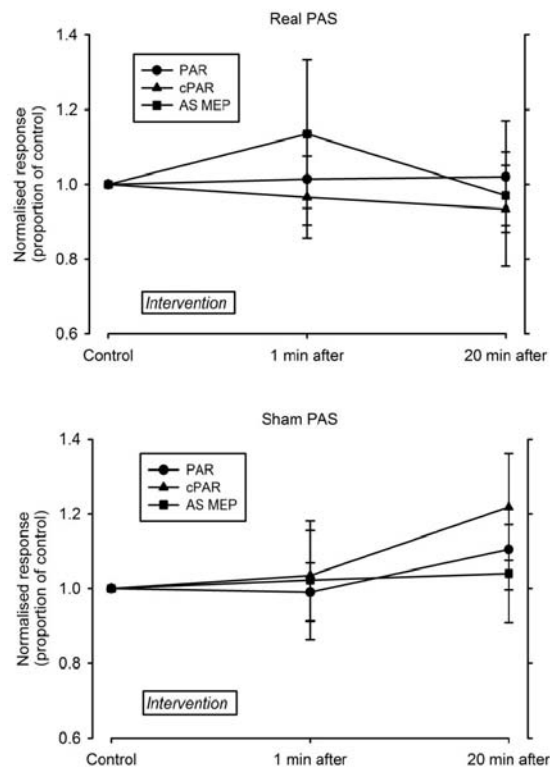 Real PAS
1.4
1.2
1.0
0.8
0.6
Normalised response
(proportion of control)
PAR
cPAR
AS MEP
Intervention
Control
1 min after
20 min after
Sham PAS
1.4
1.2
1.0
0.8
0.6
Normalised response
(proportion of control)
PAR
cPAR
AS MEP
Intervention
Control
1 min after
20 min after